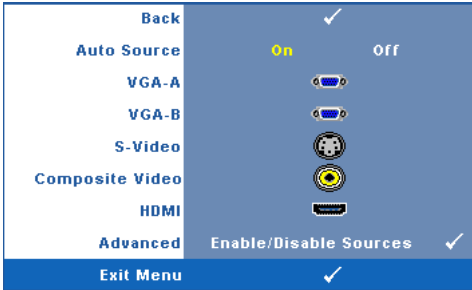 Back
Auto Source On Off
VGA-A
VGA-B
S-Video
Composite Video
HDMI
Advanced Enable/Disable Sources
Exit Menu